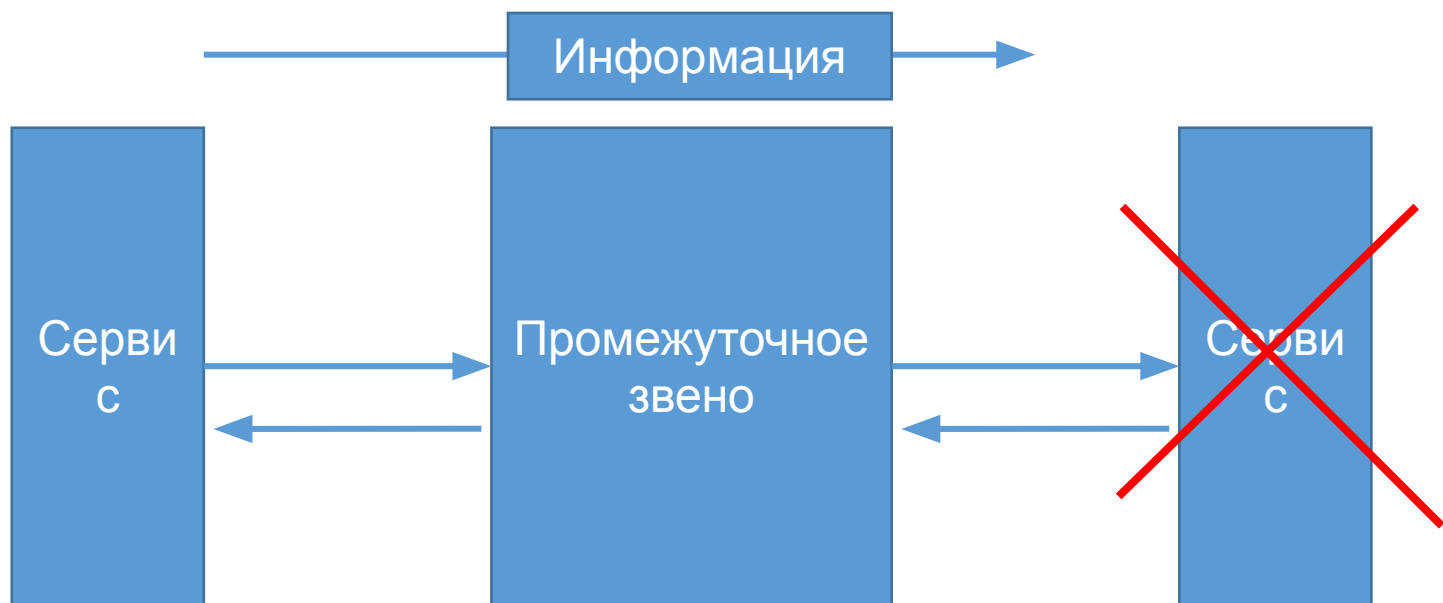 Информация
Серви
с
Промежуточное
звено
Серви
с